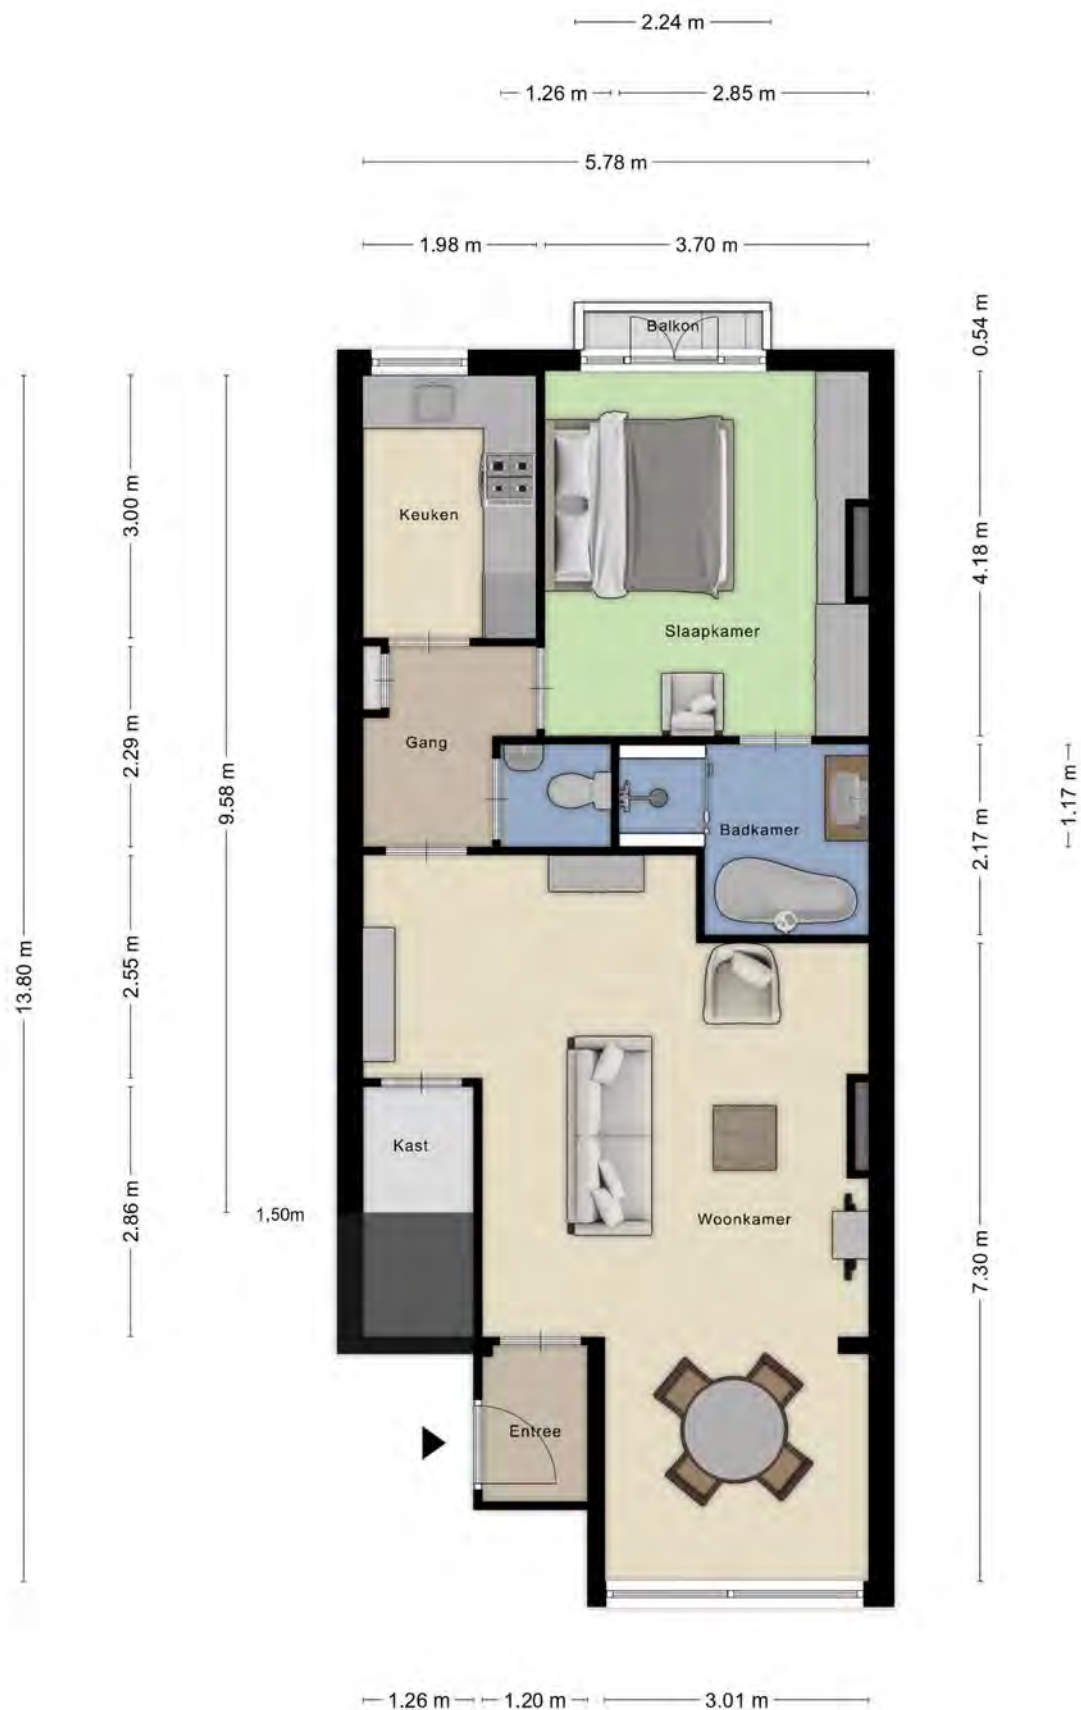 2.24 m
1.26 m
2.85 m
5.78 m
1.98 m
3.70 m
0.54 m
Balkon
3.00 m
Keuken
4.18 m
Slaapkamer
Gang
2.29 m
9.58 m
1.17 m
Badkamer
2.17 m
13.80 m
2.55 m
Kast
2.86 m
1,50m
Woonkamer
7.30 m
Entree
1.26 m
1.20 m
3.01 m